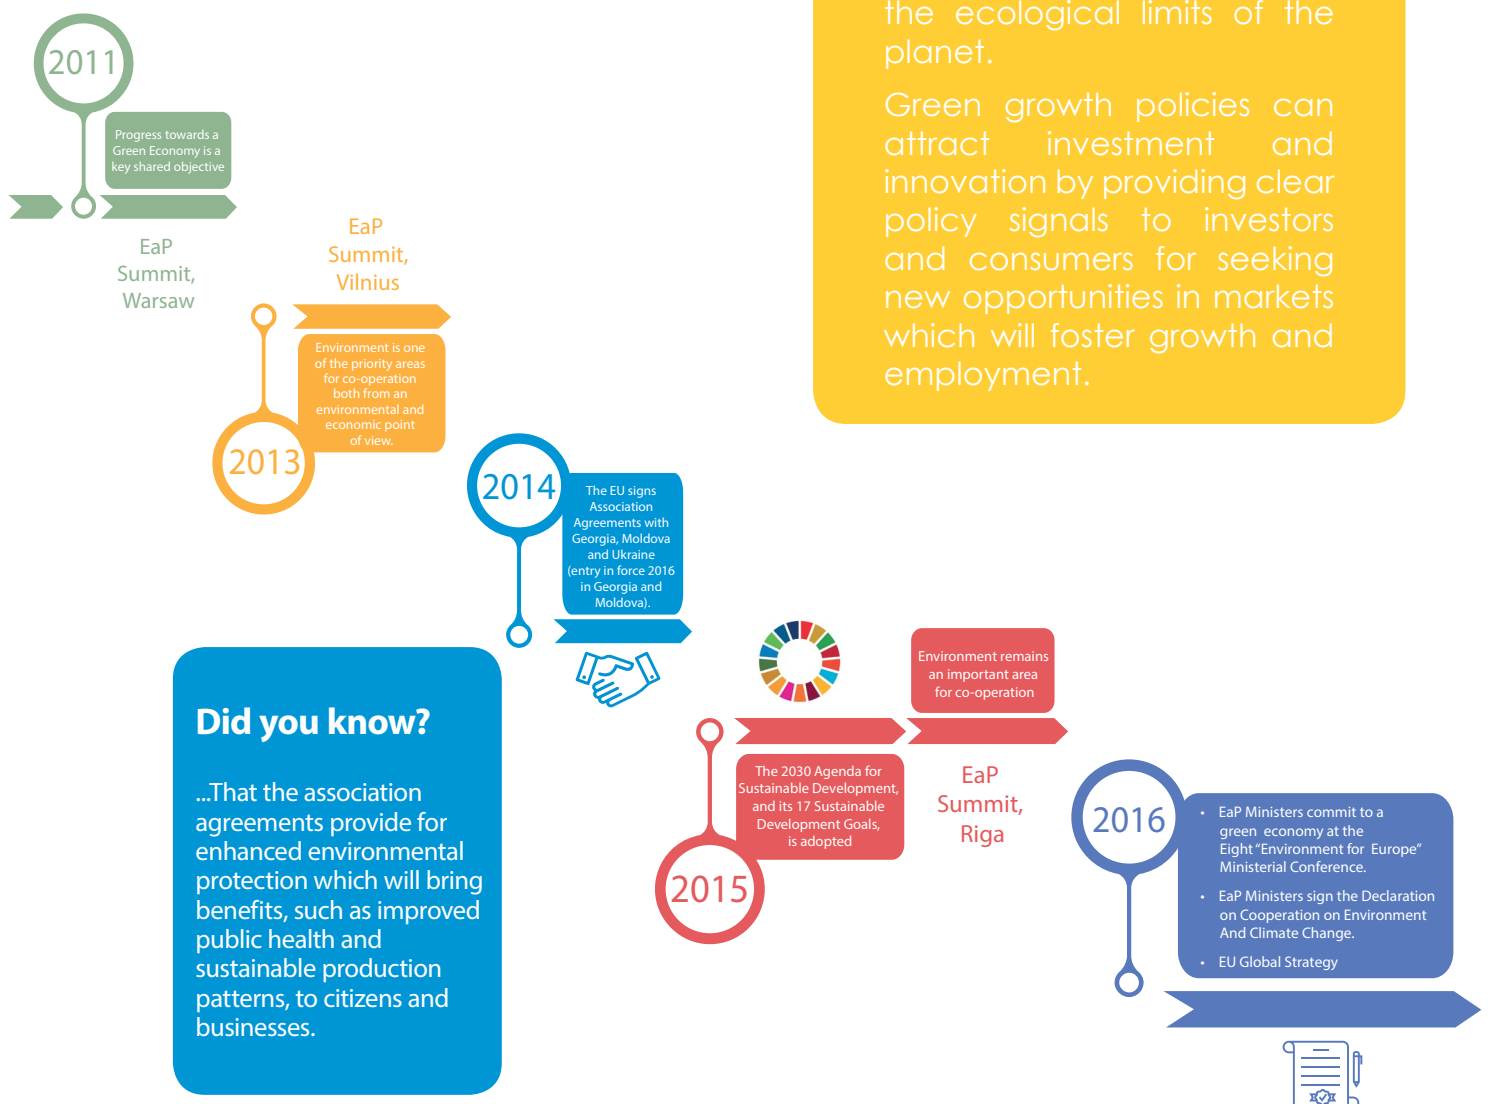 the ecological limits of the
planet.
Green growth policies can
attract investment and
innovation by providing clear
policy signals to investors
and consumers for seeking
new opportunities in markets
which will foster growth and
employment.
2011
Progress towards a
Green Economy is a
key shared objective
EaP
Summit,
Warsaw
EaP
Summit,
Vilnius
Environment is one
of the priority areas
for co-operation
both from an
environmental and
economic point
of view.
2013
2014
The EU signs
Association
Agreements with
Georgia, Moldova
and Ukraine
(entry in force 2016
in Georgia and
Moldova).
Did you know?
...That the association
agreements provide for
enhanced environmental
protection which will bring
benefits, such as improved
public health and
sustainable production
patterns, to citizens and
businesses.
The 2030 Agenda for
Sustainable Development,
and its 17 Sustainable
Development Goals,
is adopted
2015
Environment remains
an important area
for co-operation
EaP
Summit,
Riga
2016
• EaP Ministers commit to a
green economy at the
Eight “Environment for Europe”
Ministerial Conference.
• EaP Ministers sign the Declaration
on Cooperation on Environment
And Climate Change.
• EU Global Strategy